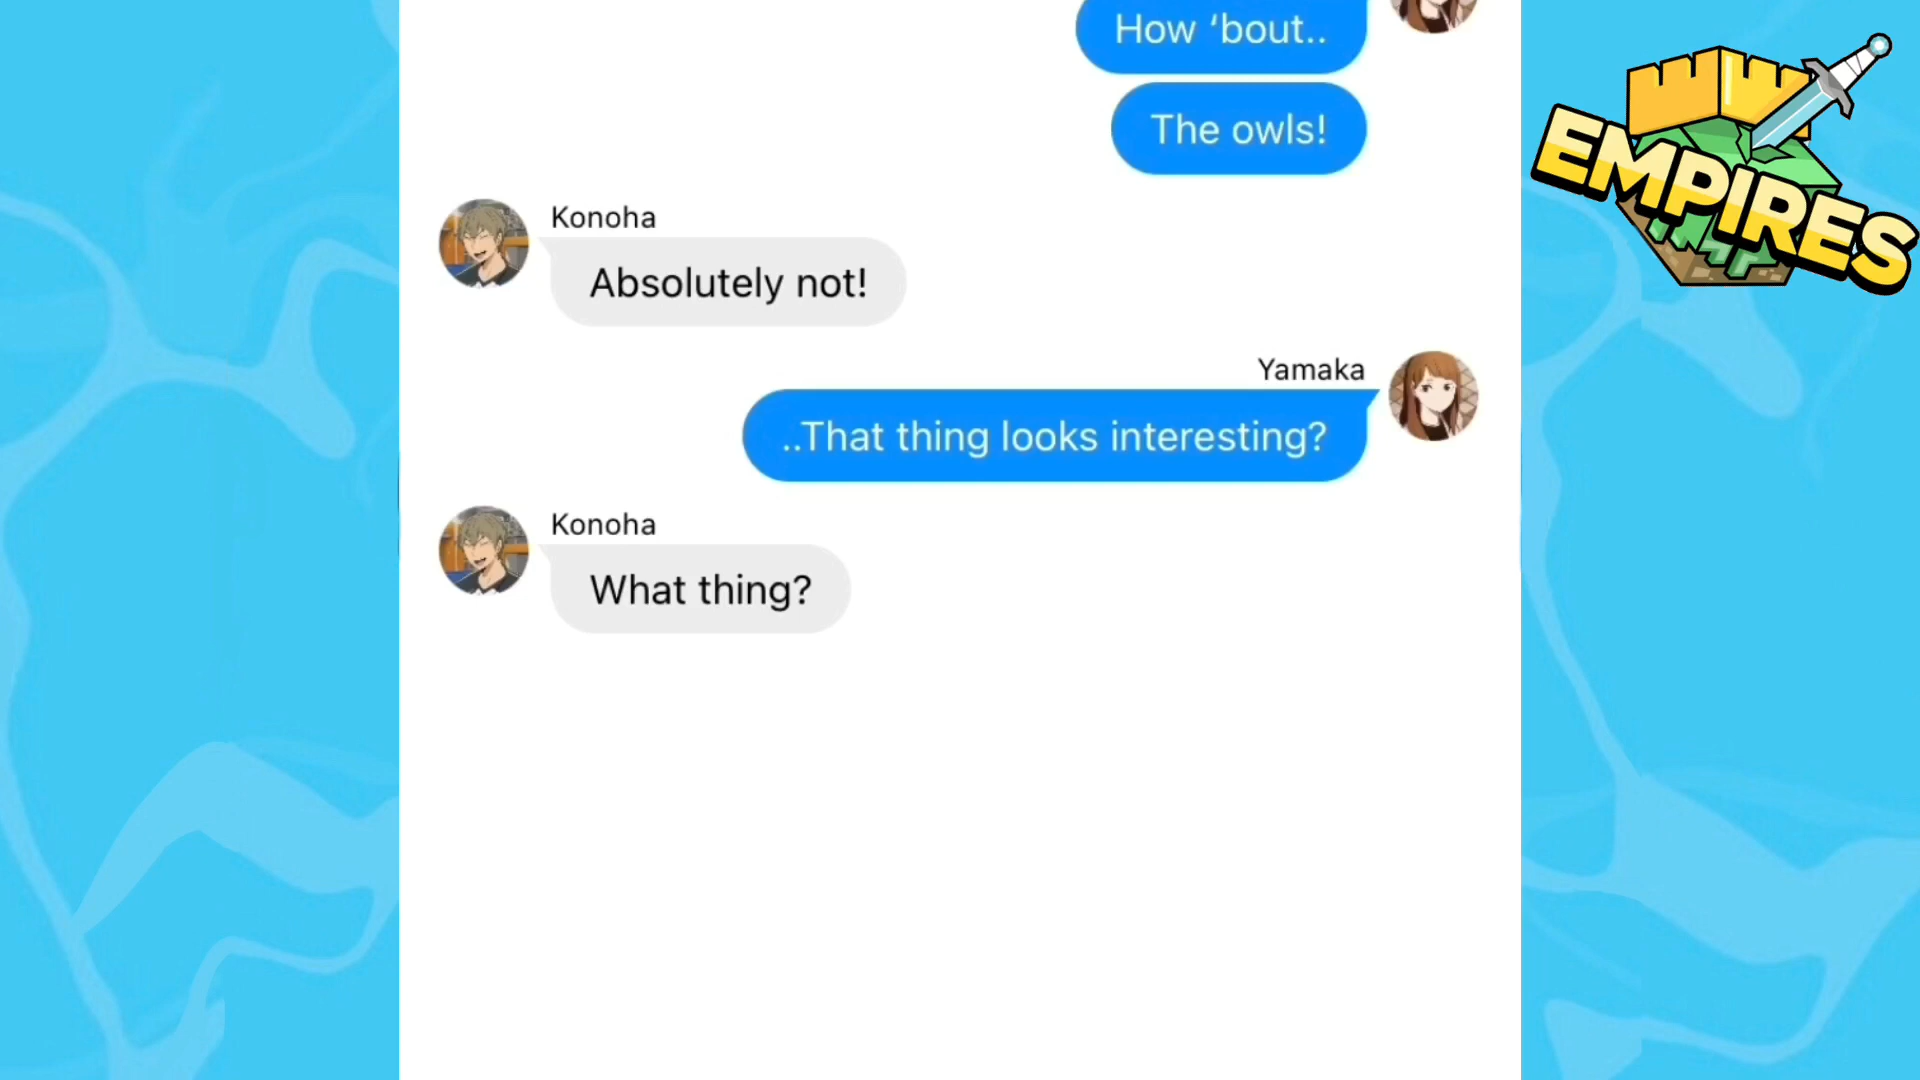 How ‘bout..
The owls!
Konoha
Absolutely not!
Yamaka
..That thing looks interesting?
Konoha
What thing?
EMPIRES